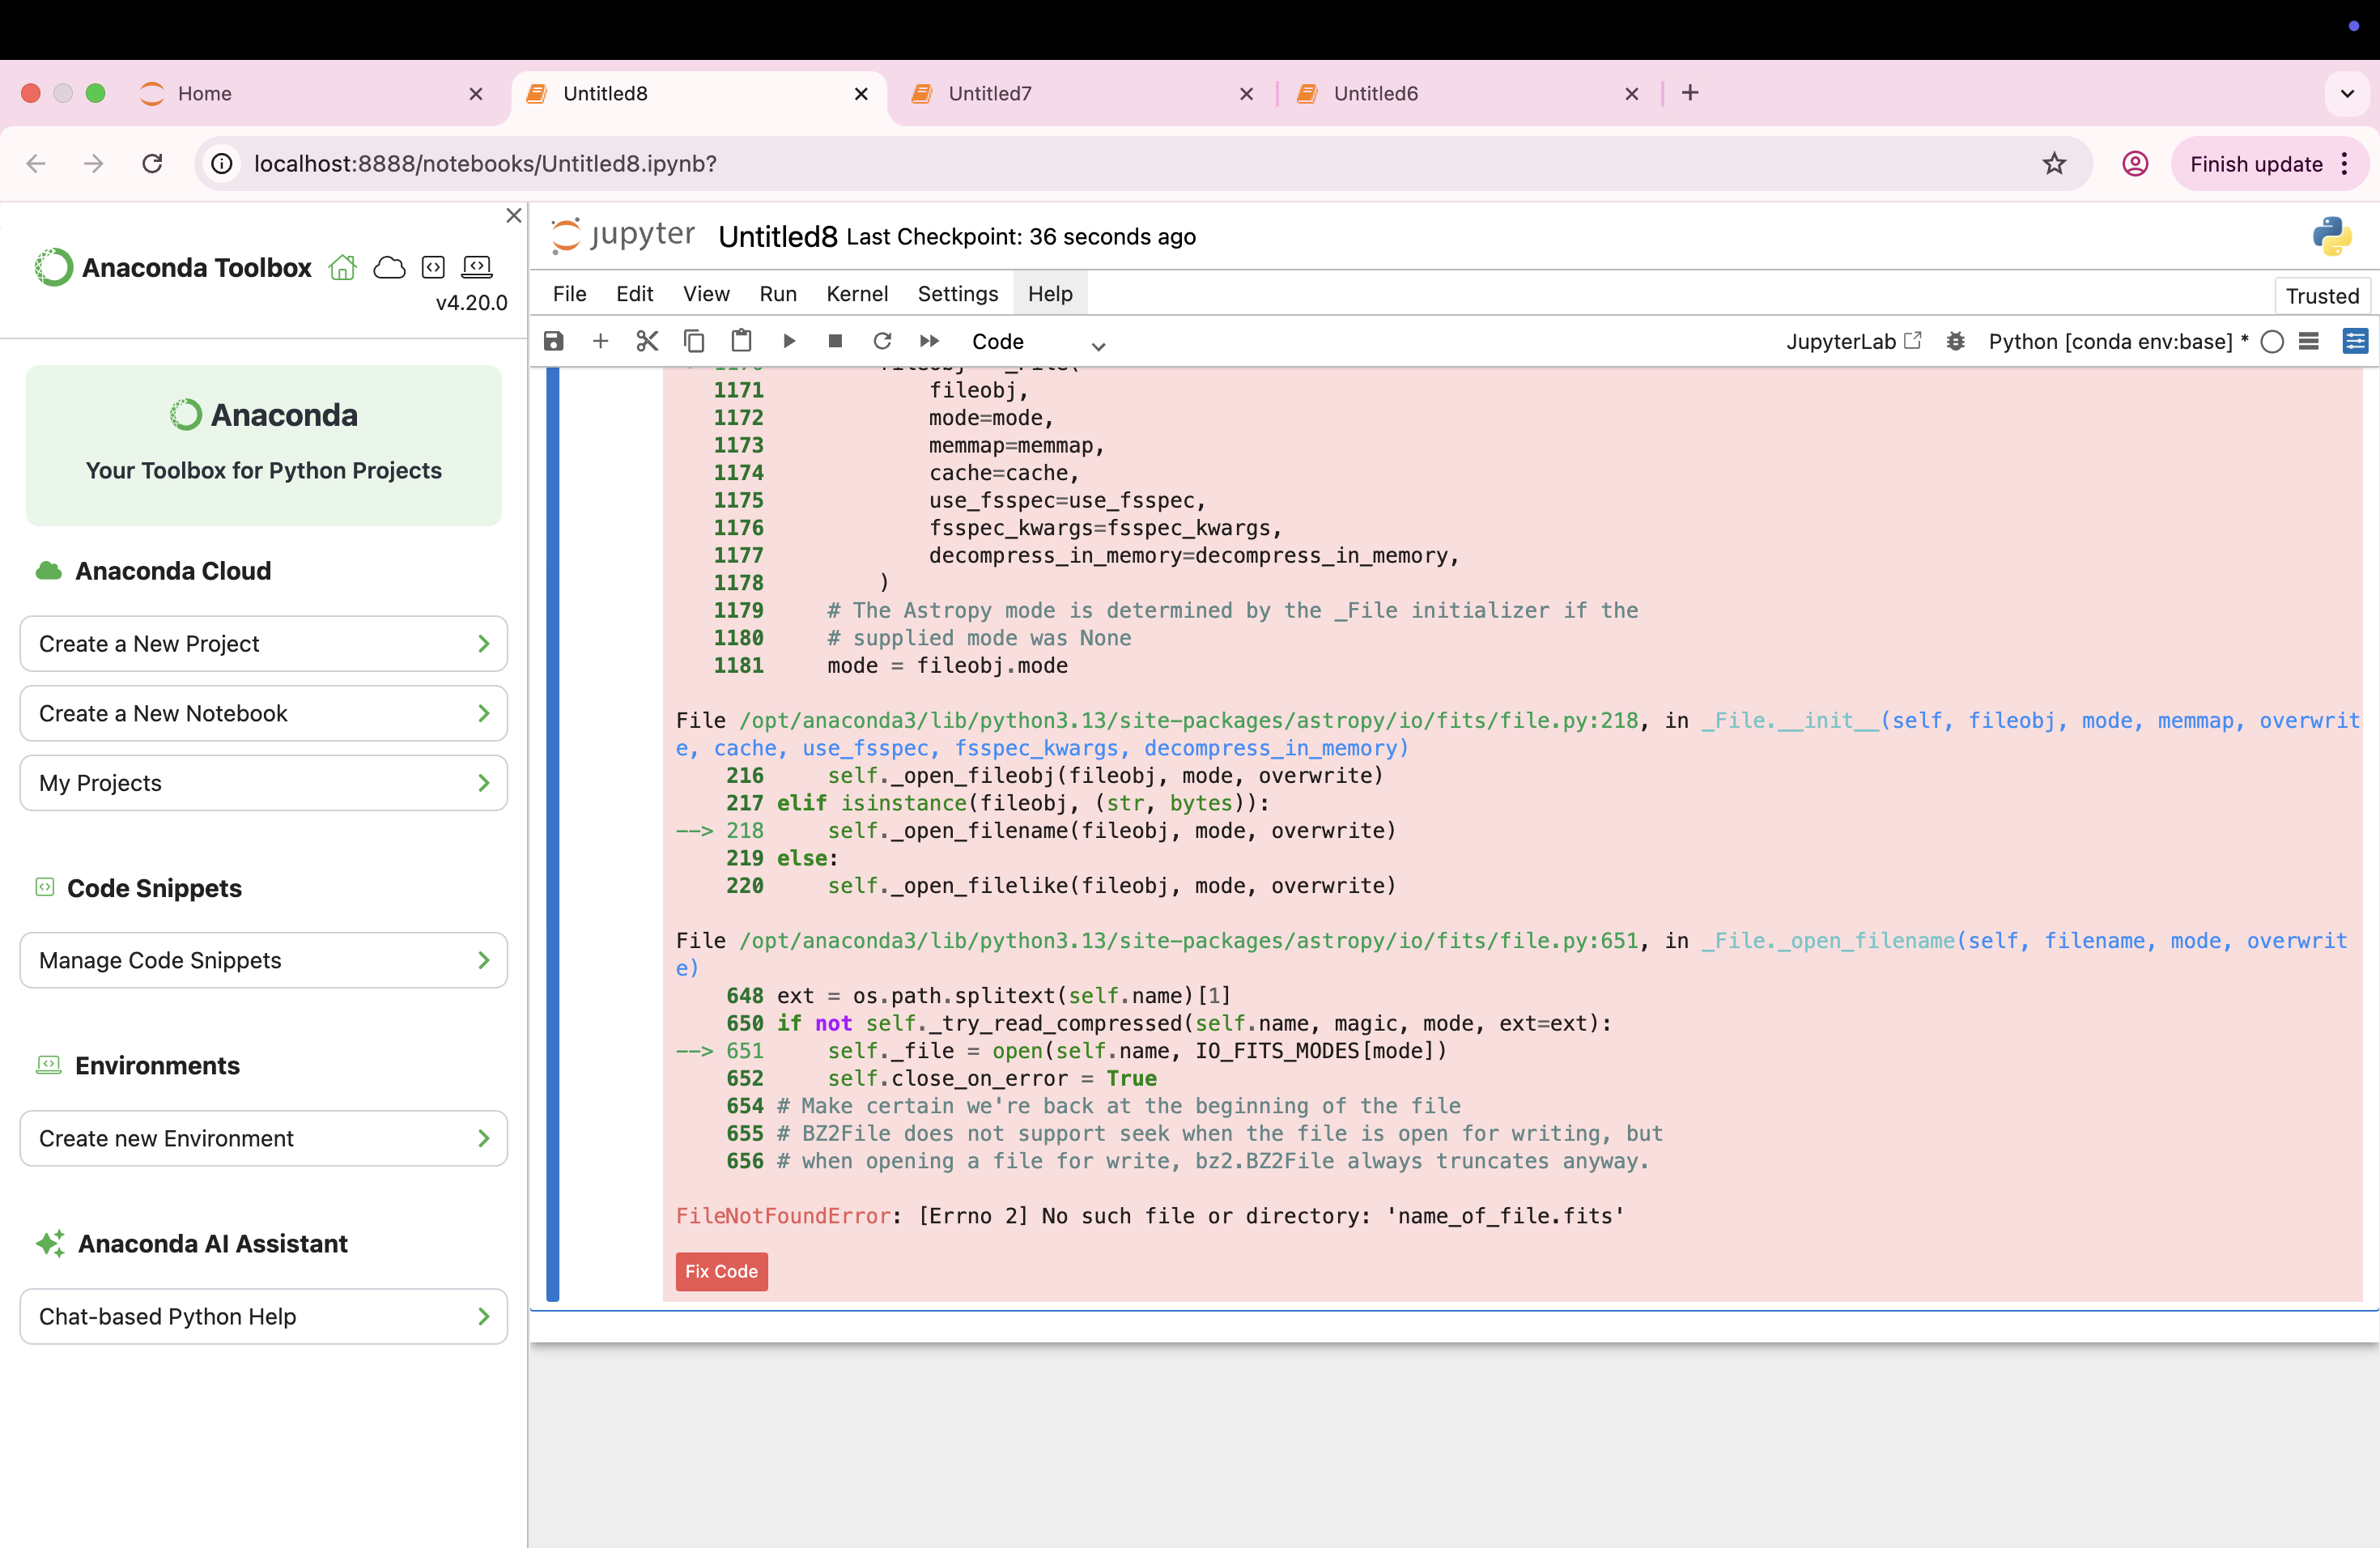 Home
Untitled8
Untitled7
Untitled6
localhost:8888/notebooks/Untitled8.ipynb?
Finish update
Anaconda Toolbox
v4.20.0
Anaconda
Your Toolbox for Python Projects
Anaconda Cloud
Create a New Project
Create a New Notebook
My Projects
Code Snippets
Manage Code Snippets
Environments
Create new Environment
Anaconda AI Assistant
Chat-based Python Help
jupyter Untitled8 Last Checkpoint: 36 seconds ago
File Edit View Run Kernel Settings Help
Trusted
Code
JupyterLab
Python [conda env:base] *
1171             fileobj,
1172             mode=mode,
1173             memmap=memmap,
1174             cache=cache,
1175             use_fsspec=use_fsspec,
1176             fsspec_kwargs=fsspec_kwargs,
1177             decompress_in_memory=decompress_in_memory,
1178         )
1179     # The Astropy mode is determined by the _File initializer if the
1180     # supplied mode was None
1181     mode = fileobj.mode
File /opt/anaconda3/lib/python3.13/site-packages/astropy/io/fits/file.py:218, in _File.__init__(self, fileobj, mode, memmap, overwrit
e, cache, use_fsspec, fsspec_kwargs, decompress_in_memory)
216     self._open_fileobj(fileobj, mode, overwrite)
217 elif isinstance(fileobj, (str, bytes)):
--> 218     self._open_filename(fileobj, mode, overwrite)
219 else:
220     self._open_filelike(fileobj, mode, overwrite)
File /opt/anaconda3/lib/python3.13/site-packages/astropy/io/fits/file.py:651, in _File._open_filename(self, filename, mode, overwrit
e)
648 ext = os.path.splitext(self.name)[1]
650 if not self._try_read_compressed(self.name, magic, mode, ext=ext):
--> 651     self._file = open(self.name, IO_FITS_MODES[mode])
652     self.close_on_error = True
654 # Make certain we're back at the beginning of the file
655 # BZ2File does not support seek when the file is open for writing, but
656 # when opening a file for write, bz2.BZ2File always truncates anyway.
FileNotFoundError: [Errno 2] No such file or directory: 'name_of_file.fits'
Fix Code